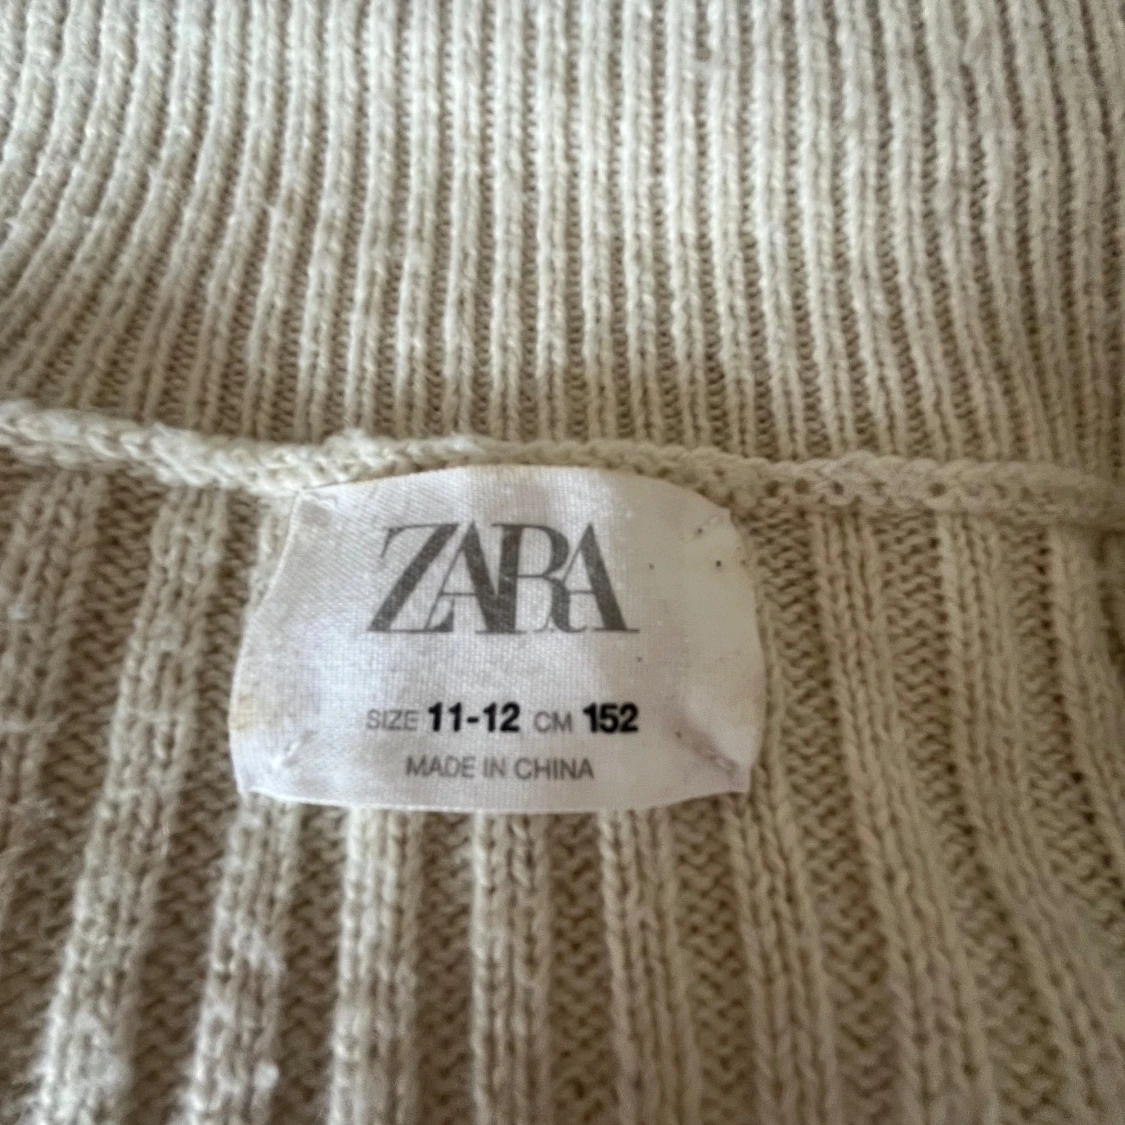 ZARA
SIZE 11-12 CM 152
MADE IN CHINA